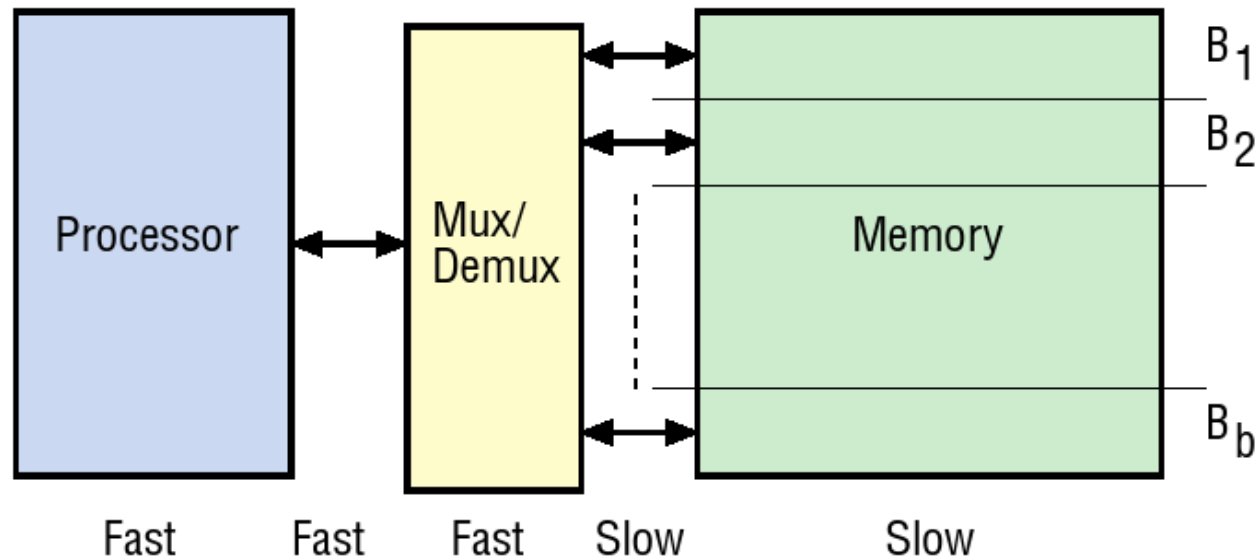 B1
B2
Processor
Mux/
Demux
Memory
Bb
Fast Fast Fast Slow Slow